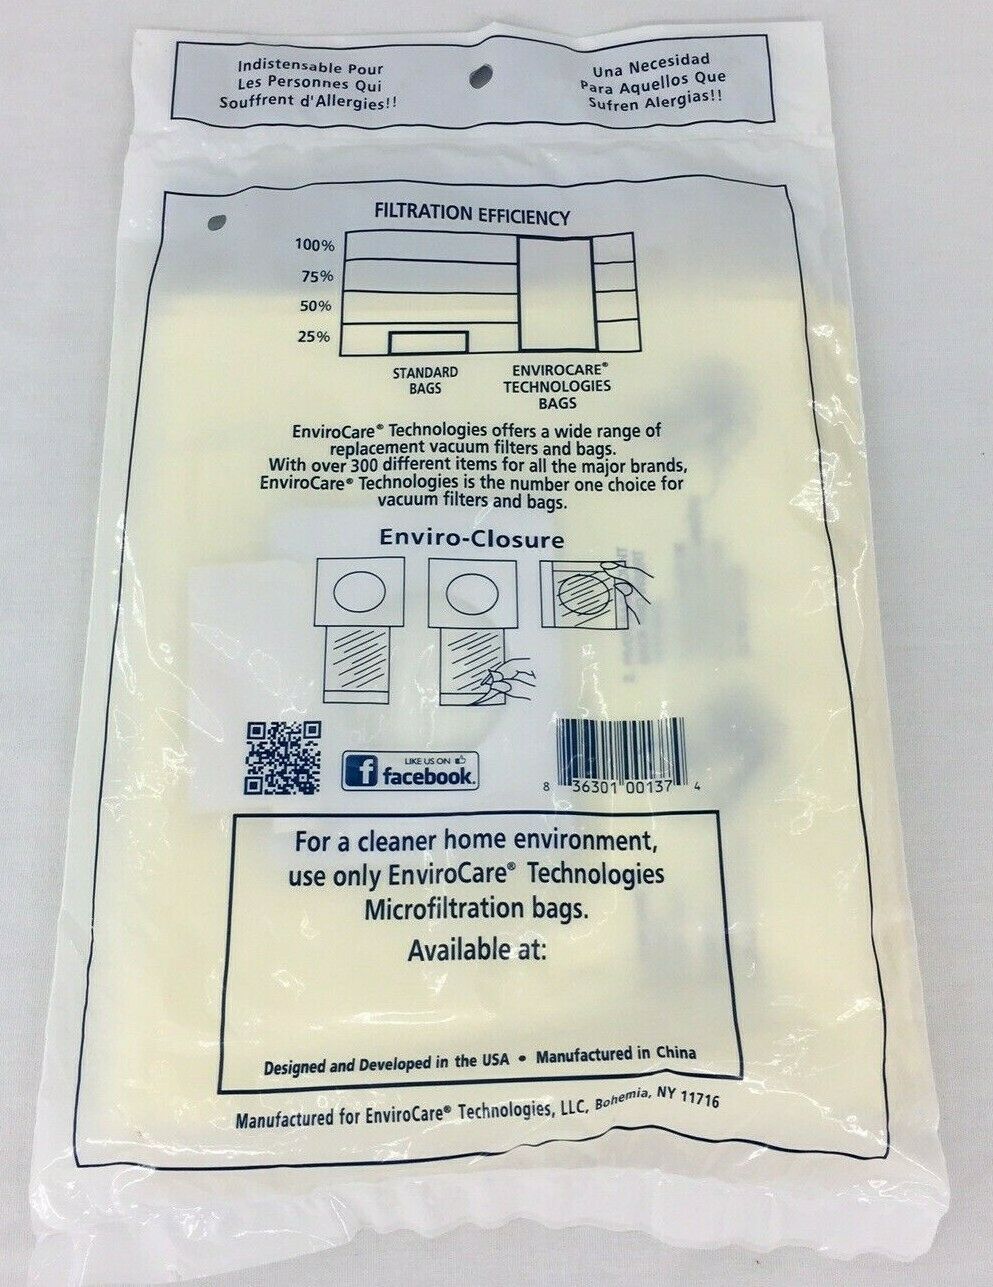 Indistensable Pour
Les Personnes Qui
Souffrent d'Allergies!!
Una Necesidad
Para Aquellos Que
Sufren Alergias!!
FILTRATION EFFICIENCY
100%
75%
50%
25%
STANDARD
BAGS
ENVIROCARE®
TECHNOLOGIES
BAGS
EnviroCare® Technologies offers a wide range of
replacement vacuum filters and bags.
With over 300 different items for all the major brands,
EnviroCare® Technologies is the number one choice for
vacuum filters and bags.
Enviro-Closure
LIKE US ON
facebook.
8 36301 00137 4
For a cleaner home environment,
use only EnviroCare® Technologies
Microfiltration bags.
Available at:
Designed and Developed in the USA • Manufactured in China
Manufactured for EnviroCare® Technologies, LLC, Bohemia, NY 11716